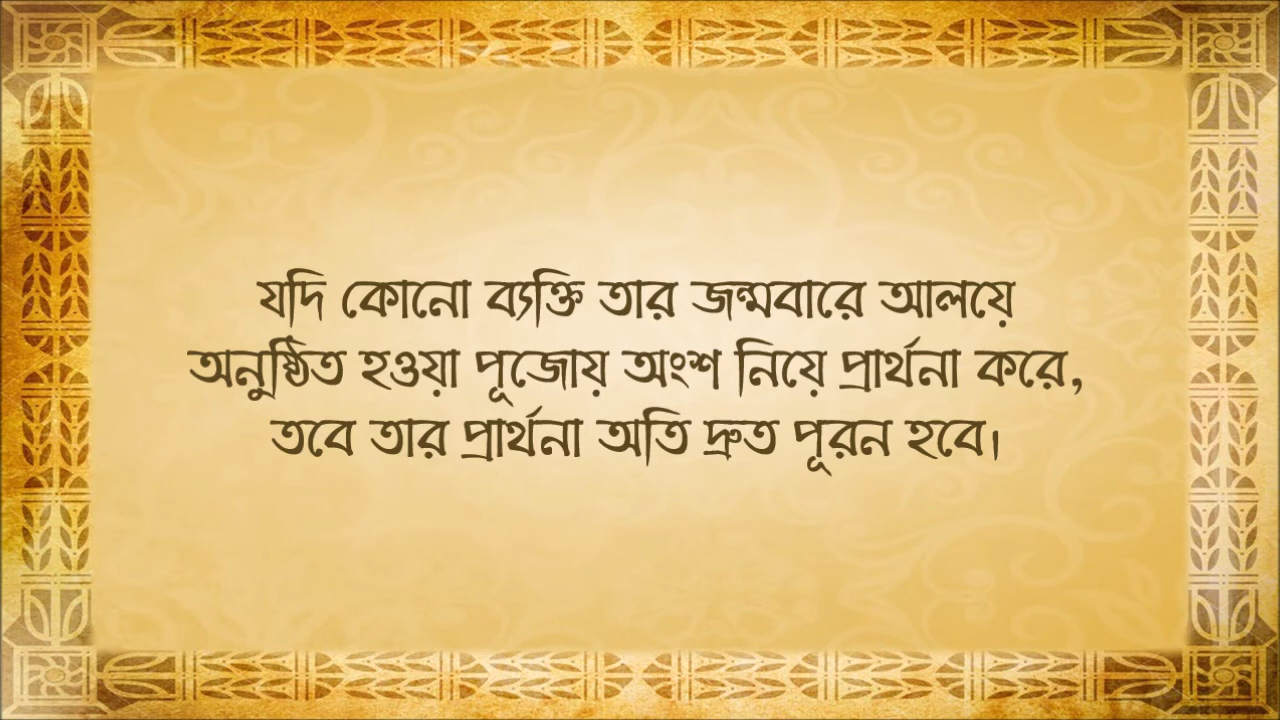 যদি কোনো ব্যক্তি তার জন্মবারে আলয়ে
অনুষ্ঠিত হওয়া পূজোয় অংশ নিয়ে প্রার্থনা করে,
তবে তার প্রার্থনা অতি দ্রুত পূরন হবে।